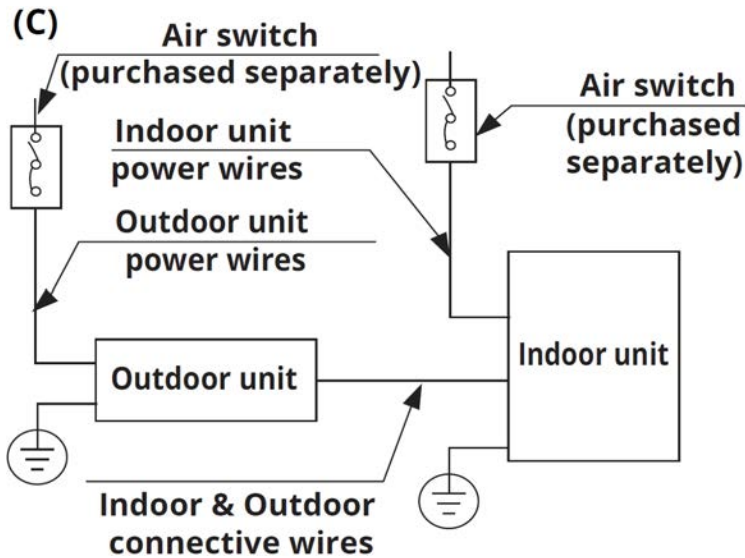 (C)
Air switch
(purchased separately)
Air switch
(purchased
separately)
Indoor unit
power wires
Outdoor unit
power wires
Outdoor unit
Indoor unit
Indoor & Outdoor
connective wires